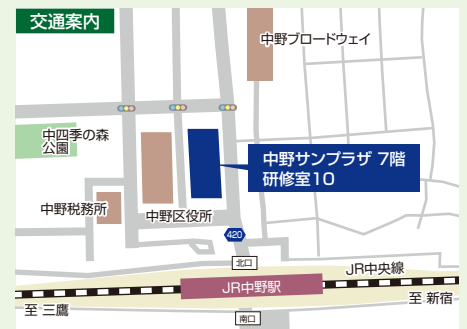 交通案内
中野ブロードウェイ
中四季の森
公園
中野サンプラザ 7階
研修室10
中野税務所
中野区役所
420
北口
JR中央線
JR中野駅
至 三鷹
至 新宿
南口